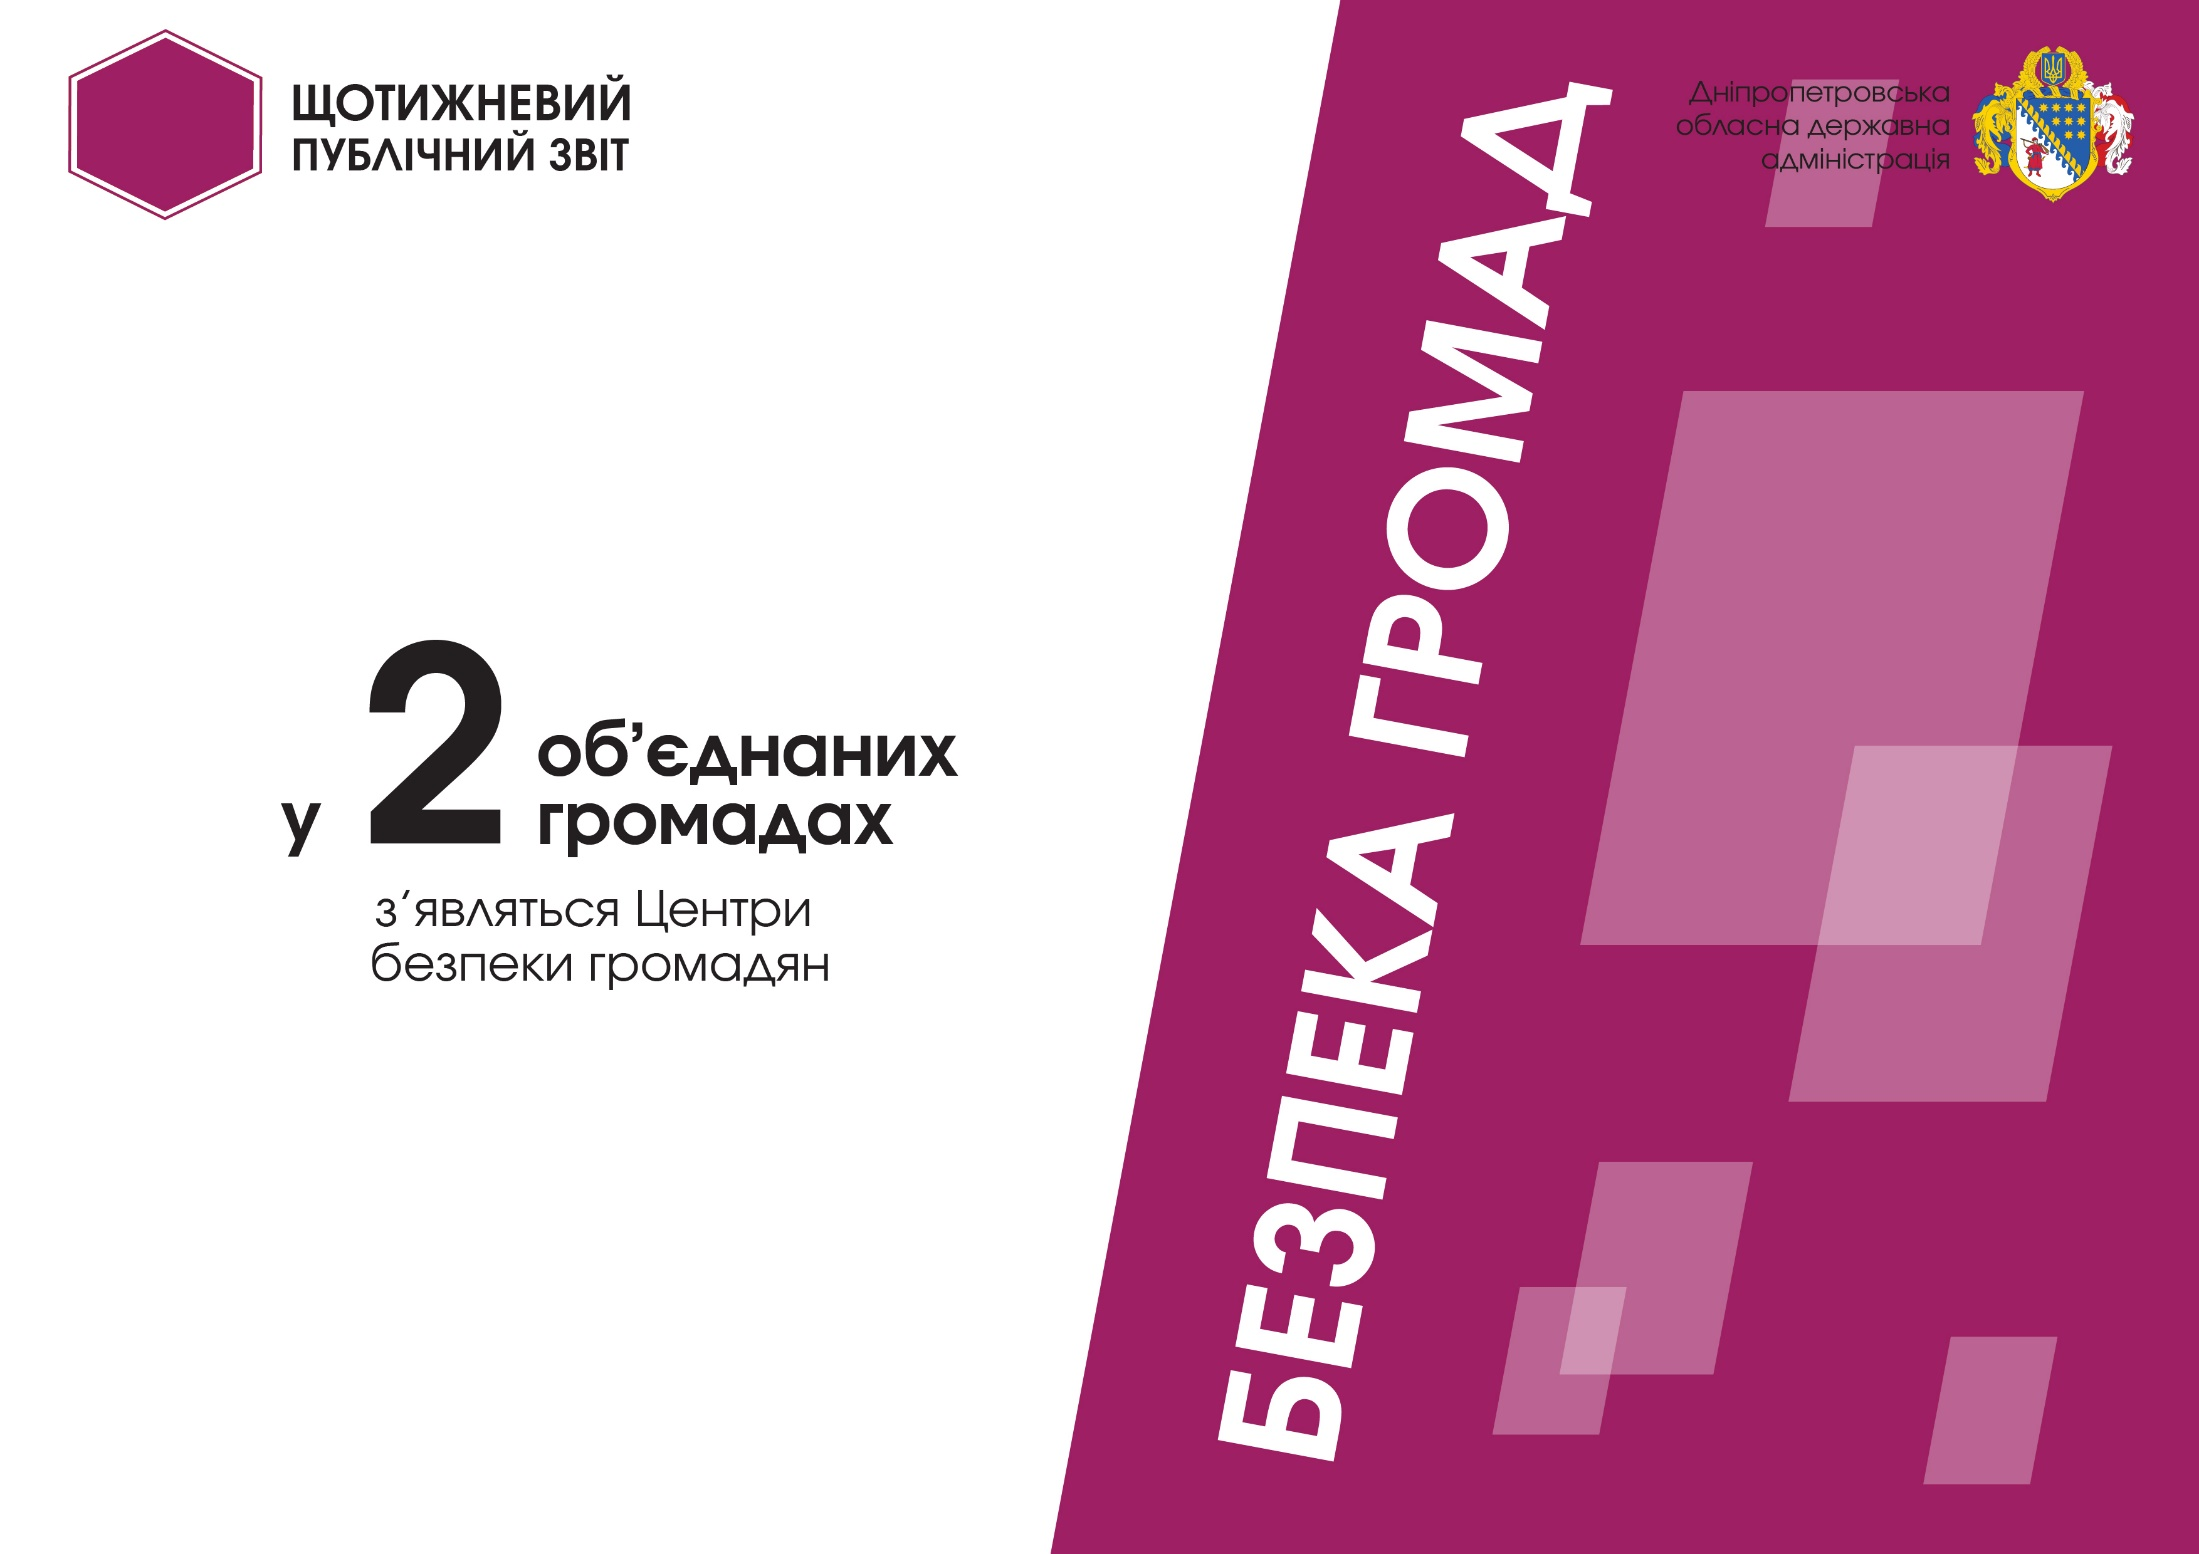 ЩОТИЖНЕВИЙ
ПУБЛІЧНИЙ ЗВІТ
Дніпропетровська
обласна державна
адміністрація
у 2 об’єднаних
громадах
з’являться Центри
безпеки громадян
БЕЗПЕКА ГРОМАД